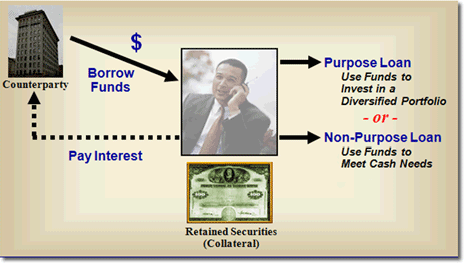 $
Borrow
Funds
Counterparty
Pay Interest
Purpose Loan
Use Funds to
Invest in a
Diversified Portfolio
- or -
Non-Purpose Loan
Use Funds to
Meet Cash Needs
Retained Securities
(Collateral)